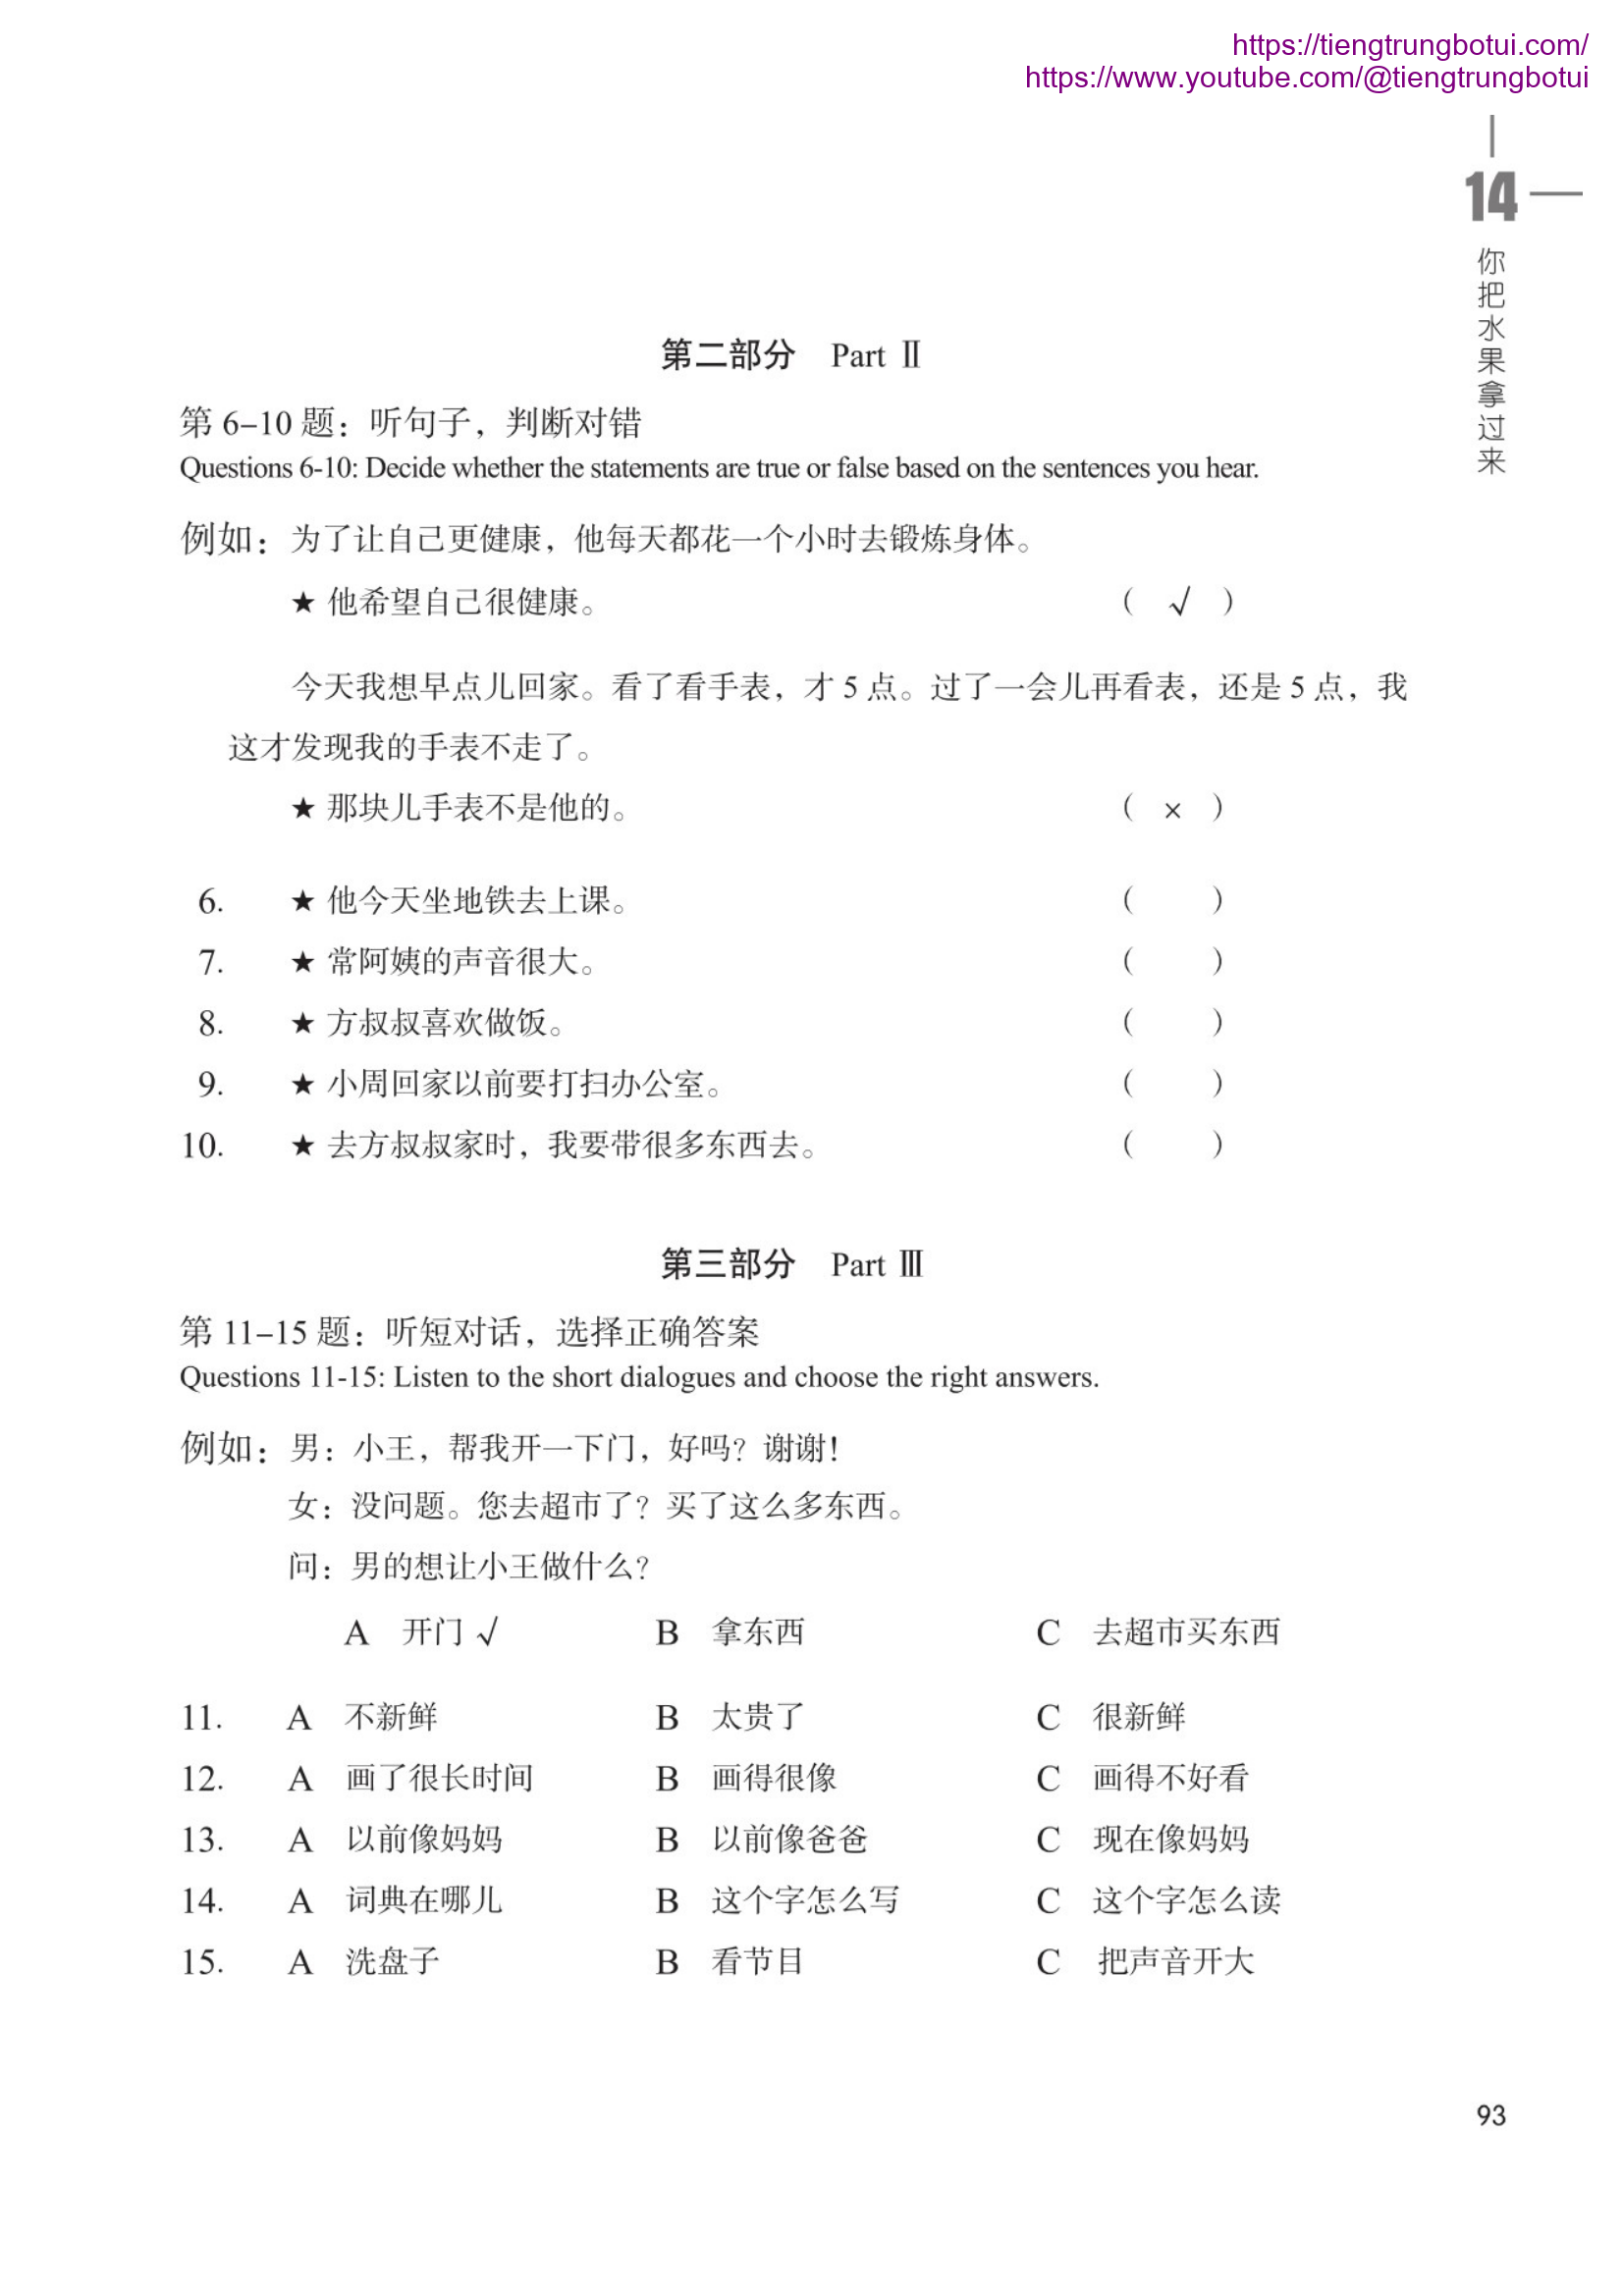 https://tiengtrungbotui.com/
https://www.youtube.com/@tiengtrungbotui
14
你把水果拿过来
第二部分 Part Ⅱ
第 6–10 题：听句子，判断对错
Questions 6-10: Decide whether the statements are true or false based on the sentences you hear.
例如：为了让自己更健康，他每天都花一个小时去锻炼身体。
★ 他希望自己很健康。 （ √ ）
今天我想早点儿回家。看了看手表，才 5 点。过了一会儿再看表，还是 5 点，我
这才发现我的手表不走了。
★ 那块儿手表不是他的。 （ × ）
6. ★ 他今天坐地铁去上课。 （ ）
7. ★ 常阿姨的声音很大。 （ ）
8. ★ 方叔叔喜欢做饭。 （ ）
9. ★ 小周回家以前要打扫办公室。 （ ）
10. ★ 去方叔叔家时，我要带很多东西去。 （ ）
第三部分 Part Ⅲ
第 11–15 题：听短对话，选择正确答案
Questions 11-15: Listen to the short dialogues and choose the right answers.
例如：男：小王，帮我开一下门，好吗？谢谢！
女：没问题。您去超市了？买了这么多东西。
问：男的想让小王做什么？
A 开门 √ B 拿东西 C 去超市买东西
11. A 不新鲜 B 太贵了 C 很新鲜
12. A 画了很长时间 B 画得很像 C 画得不好看
13. A 以前像妈妈 B 以前像爸爸 C 现在像妈妈
14. A 词典在哪儿 B 这个字怎么写 C 这个字怎么读
15. A 洗盘子 B 看节目 C 把声音开大
93